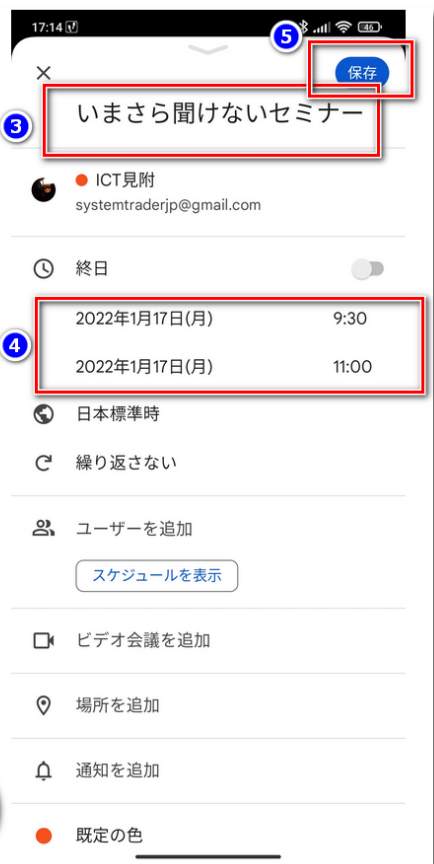 17:14
46
5
保存
3
いまさら聞けないセミナー
ICT見附
systemtraderjp@gmail.com
終日
4
2022年1月17日(月) 9:30
2022年1月17日(月) 11:00
日本標準時
繰り返さない
ユーザーを追加
スケジュールを表示
ビデオ会議を追加
場所を追加
通知を追加
既定の色